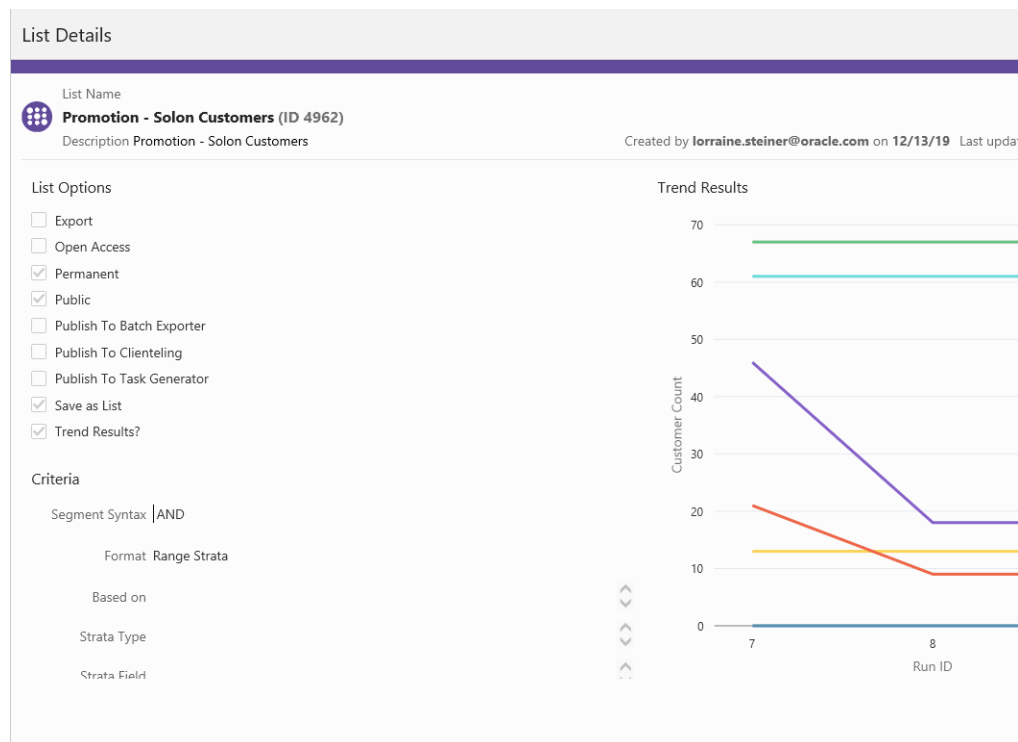 List Details
List Name
Promotion - Solon Customers (ID 4962)
Description Promotion - Solon Customers
Created by lorraine.steiner@oracle.com on 12/13/19 Last
List Options
Export
Open Access
Permanent
Public
Publish To Batch Exporter
Publish To Clienteling
Publish To Task Generator
Save as List
Trend Results?
Criteria
Segment Syntax AND
Format Range Strata
Based on
Strata Type
Strata Field
Trend Results
70
60
50
40
30
20
10
0
Customer Count
7
8
Run ID